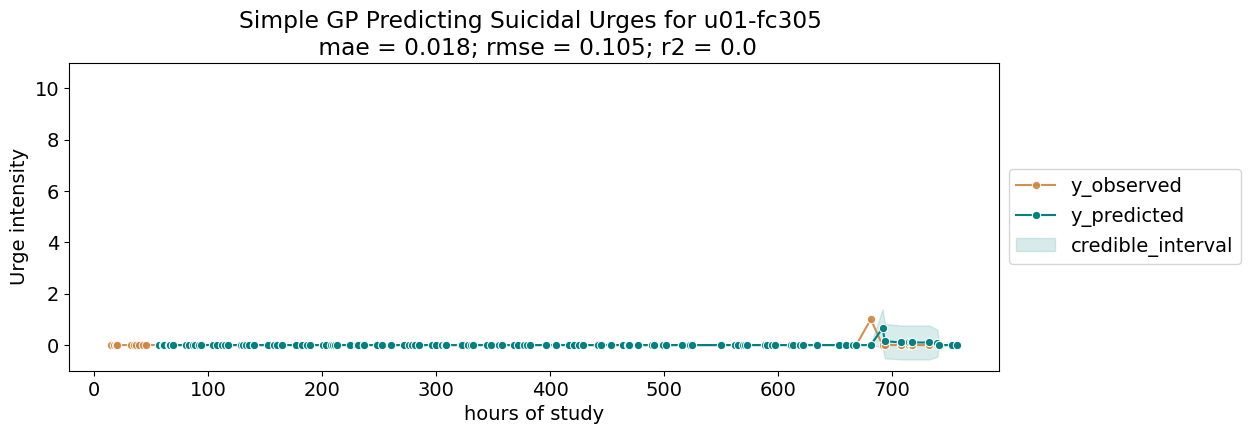 Simple GP Predicting Suicidal Urges for u01-fc305
mae = 0.018; rmse = 0.105; r2 = 0.0
Urge intensity
10
8
6
4
2
0
0 100 200 300 400 500 600 700
hours of study
y_observed
y_predicted
credible_interval